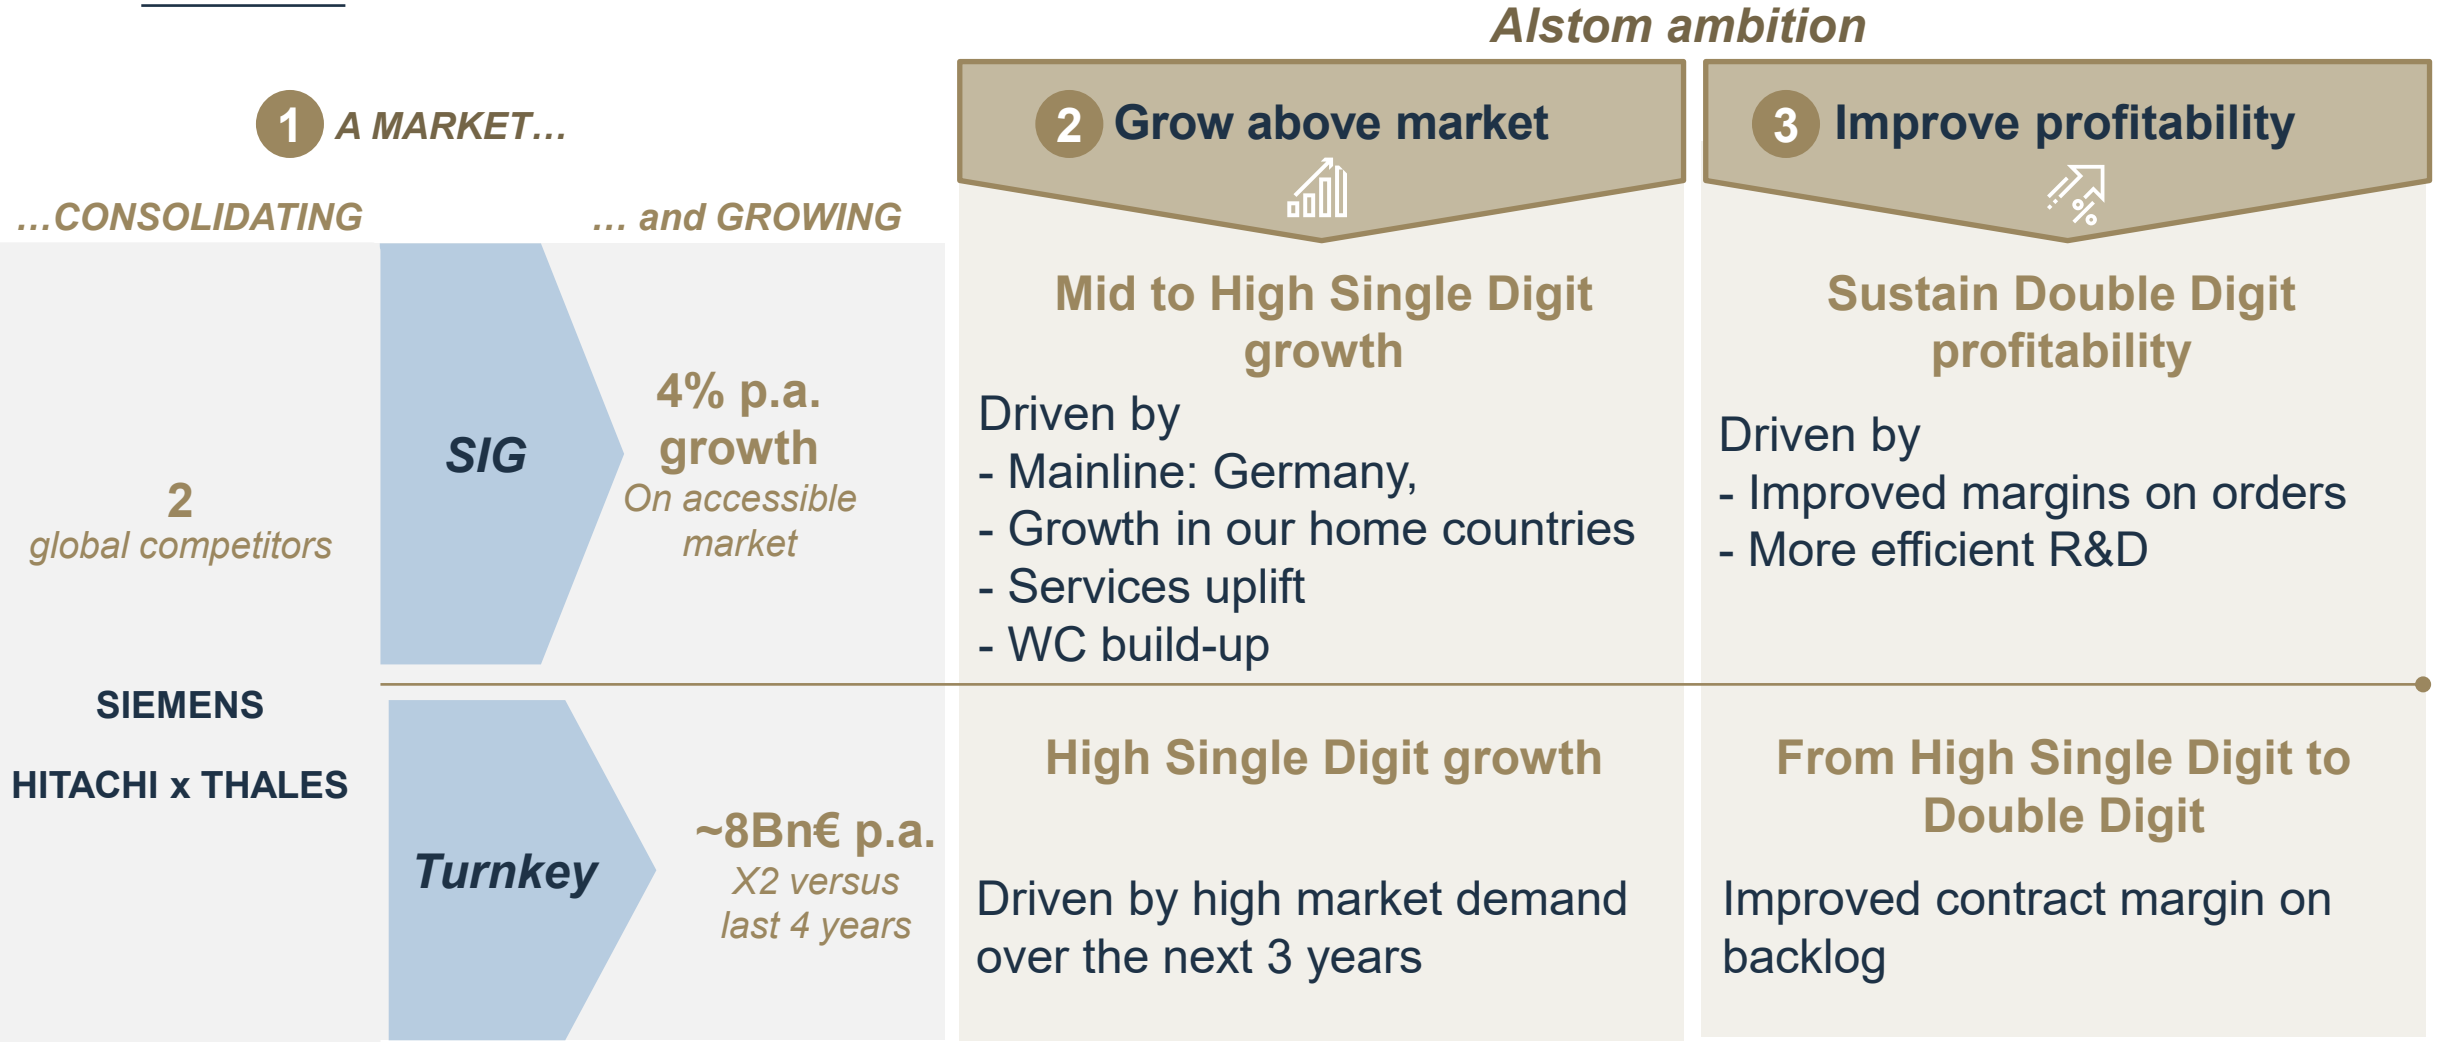 Alstom ambition
1 A MARKET…
…CONSOLIDATING
… and GROWING
2
global competitors
SIEMENS
HITACHI x THALES
SIG
4% p.a.
growth
On accessible
market
Turnkey
~8Bn€ p.a.
X2 versus
last 4 years
2 Grow above market
Mid to High Single Digit
growth
Driven by
- Mainline: Germany,
- Growth in our home countries
- Services uplift
- WC build-up
High Single Digit growth
Driven by high market demand
over the next 3 years
3 Improve profitability
%
Sustain Double Digit
profitability
Driven by
- Improved margins on orders
- More efficient R&D
From High Single Digit to
Double Digit
Improved contract margin on
backlog